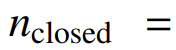 n_closed =